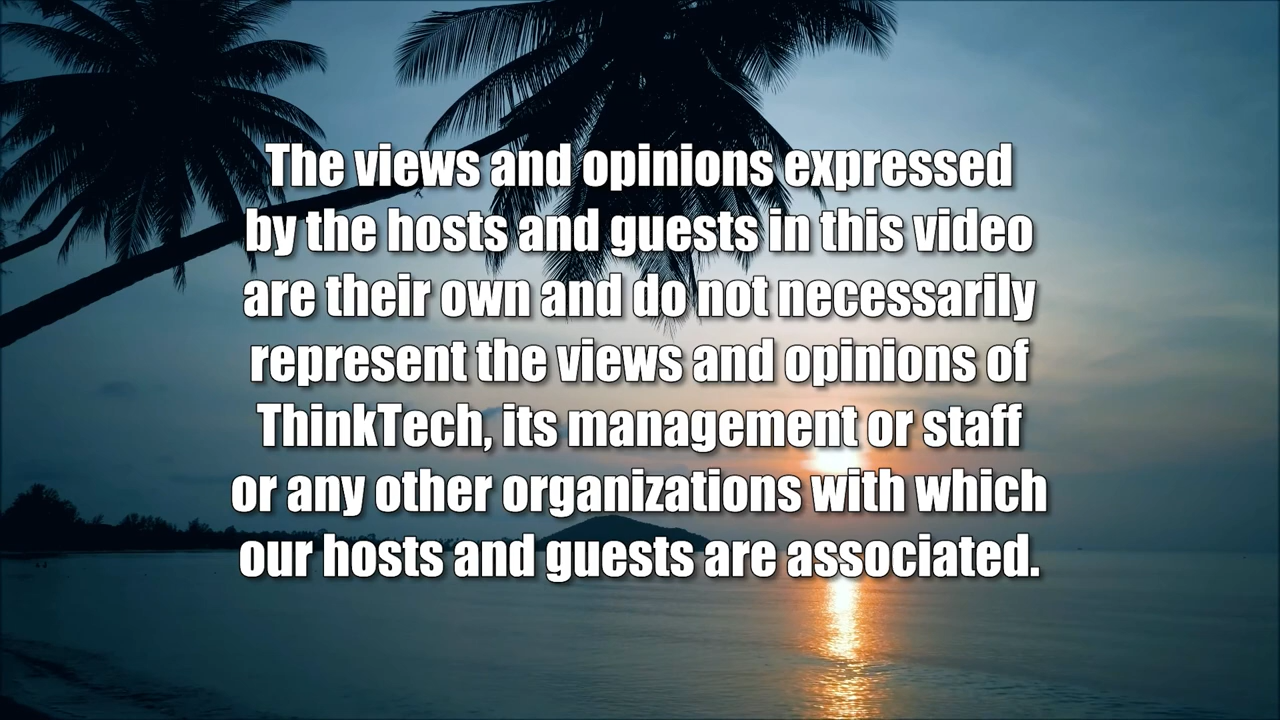 The views and opinions expressed
by the hosts and guests in this video
are their own and do not necessarily
represent the views and opinions of
ThinkTech, its management or staff
or any other organizations with which
our hosts and guests are associated.